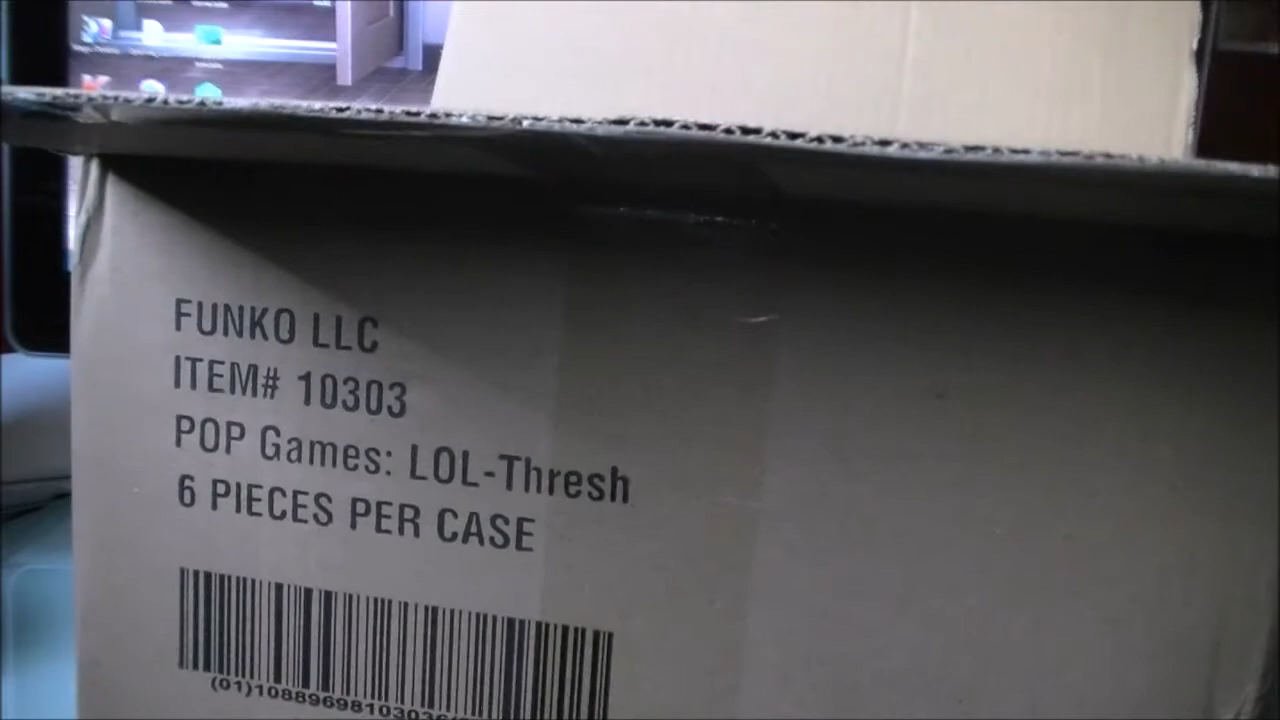 FUNKO LLC
ITEM# 10303
POP Games: LOL-Thresh
6 PIECES PER CASE